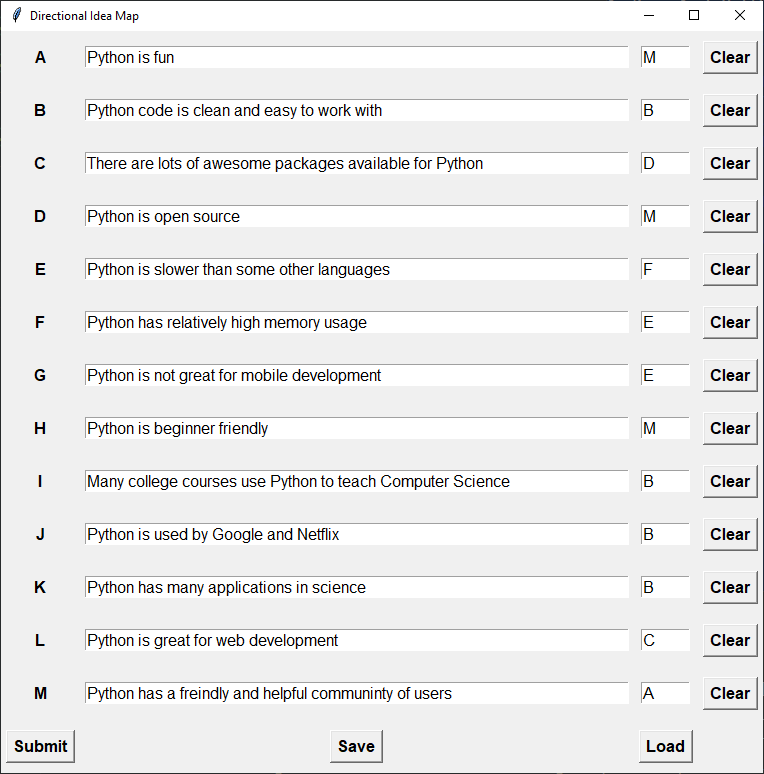 Directional Idea Map
A Python is fun M Clear
B Python code is clean and easy to work with B Clear
C There are lots of awesome packages available for Python D Clear
D Python is open source M Clear
E Python is slower than some other languages F Clear
F Python has relatively high memory usage E Clear
G Python is not great for mobile development E Clear
H Python is beginner friendly M Clear
I Many college courses use Python to teach Computer Science B Clear
J Python is used by Google and Netflix B Clear
K Python has many applications in science B Clear
L Python is great for web development C Clear
M Python has a freindly and helpful communinty of users A Clear
Submit Save Load